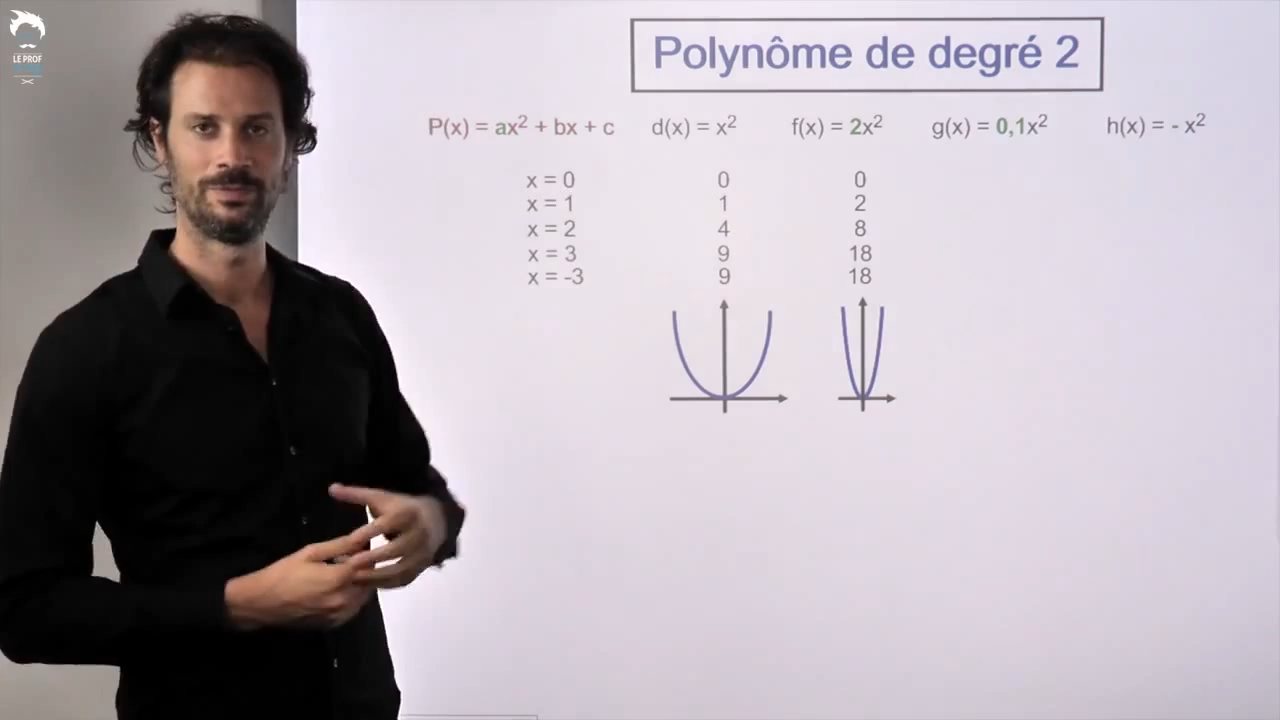 LE PROF
Polynôme de degré 2
P(x) = ax² + bx + c d(x) = x² f(x) = 2x² g(x) = 0,1x² h(x) = - x²
x = 0 0 0
x = 1 1 2
x = 2 4 8
x = 3 9 18
x = -3 9 18